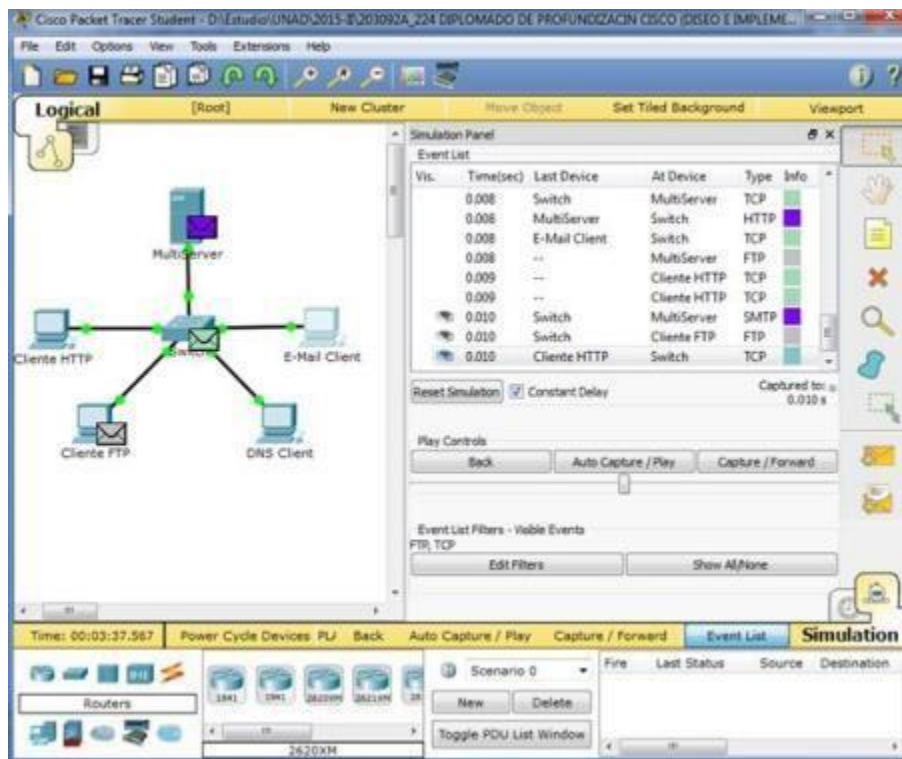 Cisco Packet Tracer Student - D:\Estudio\UNAD\2015-II\203092A_224 DIPLOMADO DE PROFUNDIZACIN CISCO (DISEO E IMPLEME...
File Edit Options View Tools Extensions Help
Logical [Root] New Cluster Move Object Set Tiled Background Viewport
Simulation Panel
Event List
Vis. Time(sec) Last Device At Device Type Info
0.008 Switch MultiServer TCP
0.008 MultiServer Switch HTTP
0.008 E-Mail Client Switch TCP
0.008 -- MultiServer FTP
0.009 -- Cliente HTTP TCP
0.009 -- Cliente HTTP TCP
0.010 Switch MultiServer SMTP
0.010 Switch Cliente FTP FTP
0.010 Cliente HTTP Switch TCP
Reset Simulation Constant Delay Captured to:
0.010 s
Play Controls
Back Auto Capture / Play Capture / Forward
Event List Filters - Visible Events
FTP, TCP
Edit Filters Show All/None
MultiServer
Switch
Cliente HTTP
E-Mail Client
Cliente FTP
DNS Client
Time: 00:03:37.567 Power Cycle Devices Back Auto Capture / Play Capture / Forward Event List Simulation
Routers
1841 1941 2620XM 2621XM
2620XM
Scenario 0
New Delete
Toggle PDU List Window
Fire Last Status Source Destination